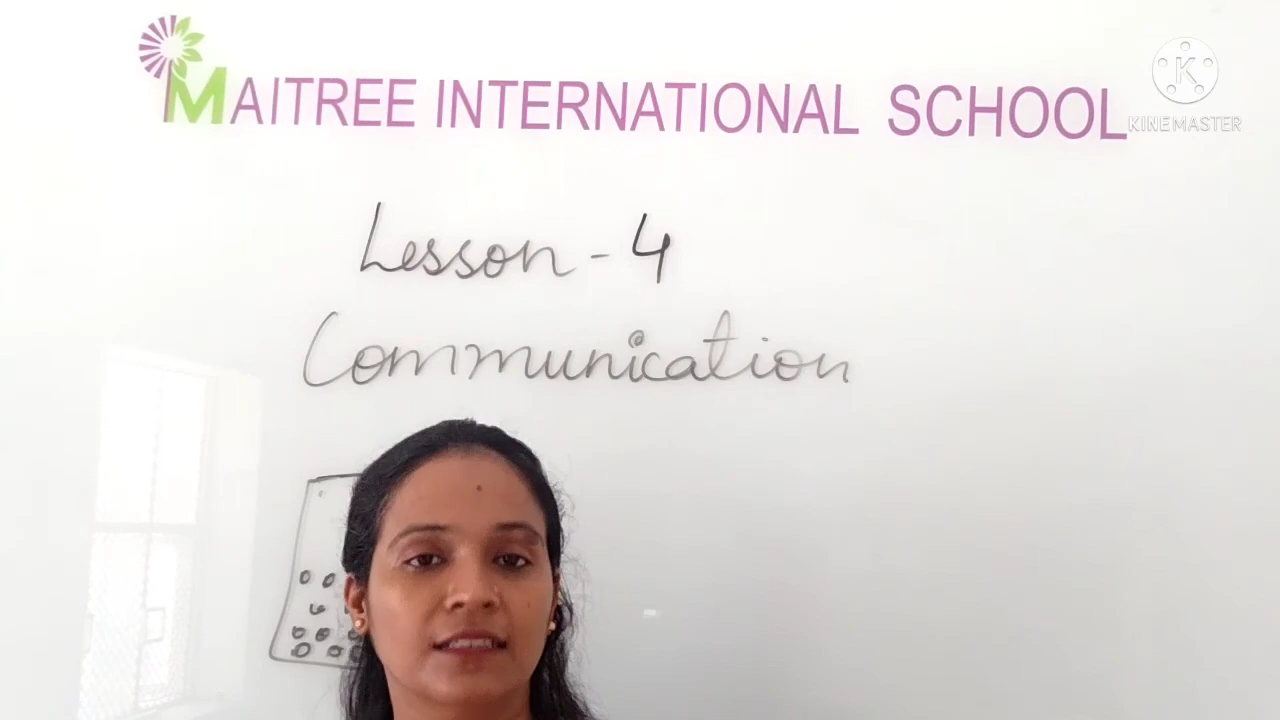 MAITREE INTERNATIONAL SCHOOL
K
KINEMASTER
Lesson - 4
Communication